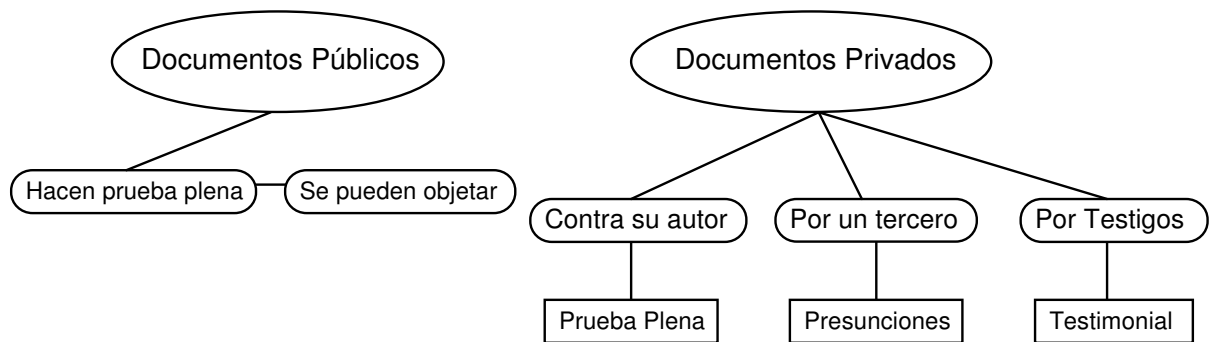 Documentos Públicos
Documentos Privados
Hacen prueba plena
Se pueden objetar
Contra su autor
Por un tercero
Por Testigos
Prueba Plena
Presunciones
Testimonial